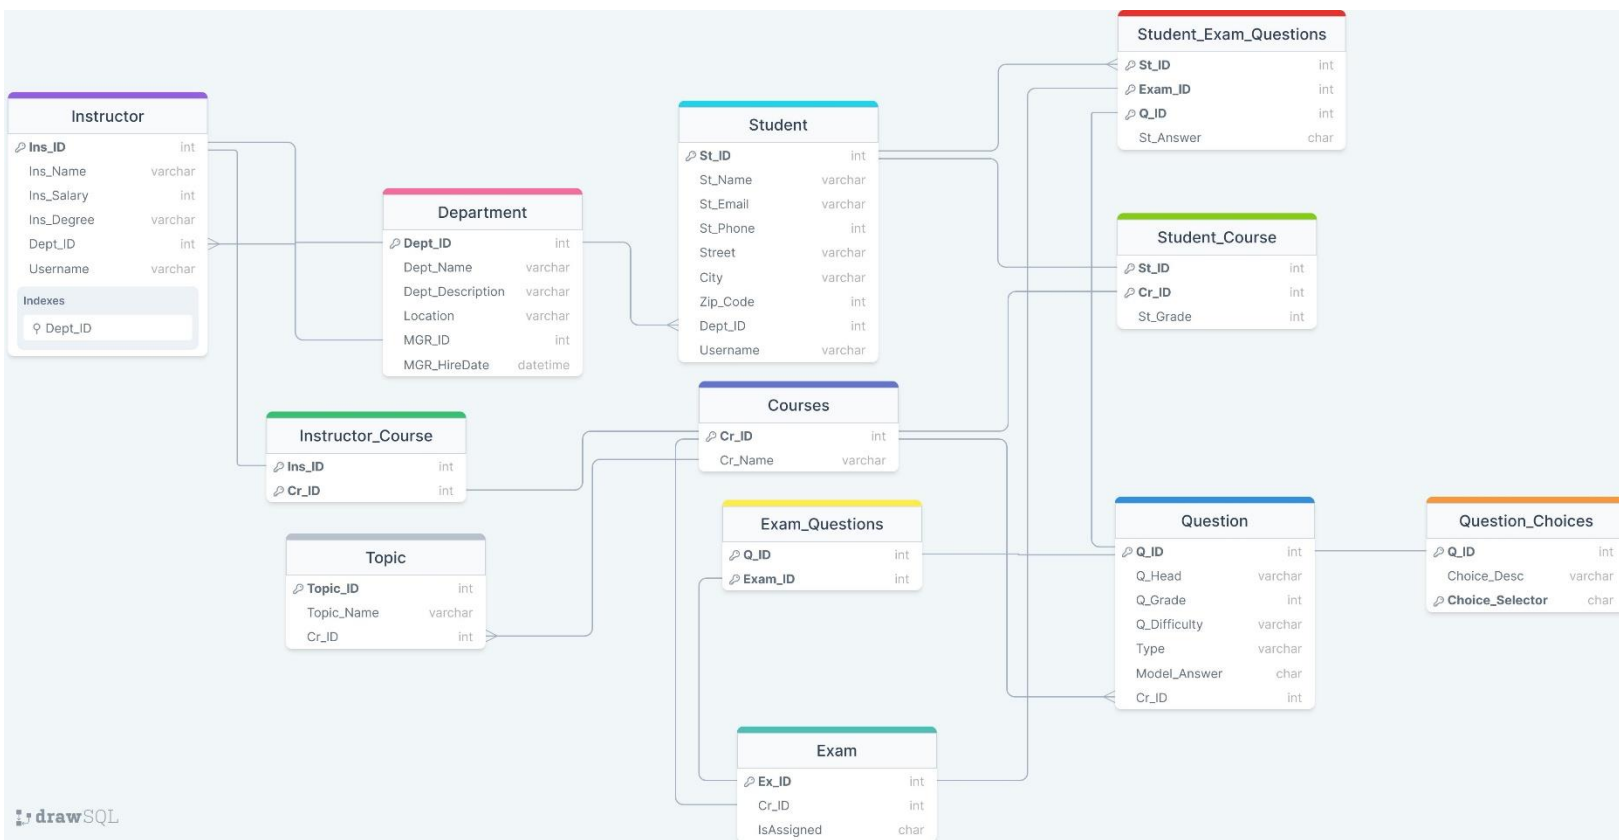 Student_Exam_Questions
St_ID int
Exam_ID int
Q_ID int
St_Answer char
Instructor
Ins_ID int
Ins_Name varchar
Ins_Salary int
Ins_Degree varchar
Dept_ID int
Username varchar
Indexes
Dept_ID
Student
St_ID int
St_Name varchar
St_Email varchar
St_Phone int
Street varchar
City varchar
Zip_Code int
Dept_ID int
Username varchar
Department
Dept_ID int
Dept_Name varchar
Dept_Description varchar
Location varchar
MGR_ID int
MGR_HireDate datetime
Student_Course
St_ID int
Cr_ID int
St_Grade int
Courses
Cr_ID int
Cr_Name varchar
Instructor_Course
Ins_ID int
Cr_ID int
Exam_Questions
Q_ID int
Exam_ID int
Question
Q_ID int
Q_Head varchar
Q_Grade int
Q_Difficulty varchar
Type varchar
Model_Answer char
Cr_ID int
Question_Choices
Q_ID int
Choice_Desc varchar
Choice_Selector char
Topic
Topic_ID int
Topic_Name varchar
Cr_ID int
Exam
Ex_ID int
Cr_ID int
IsAssigned char
drawSQL